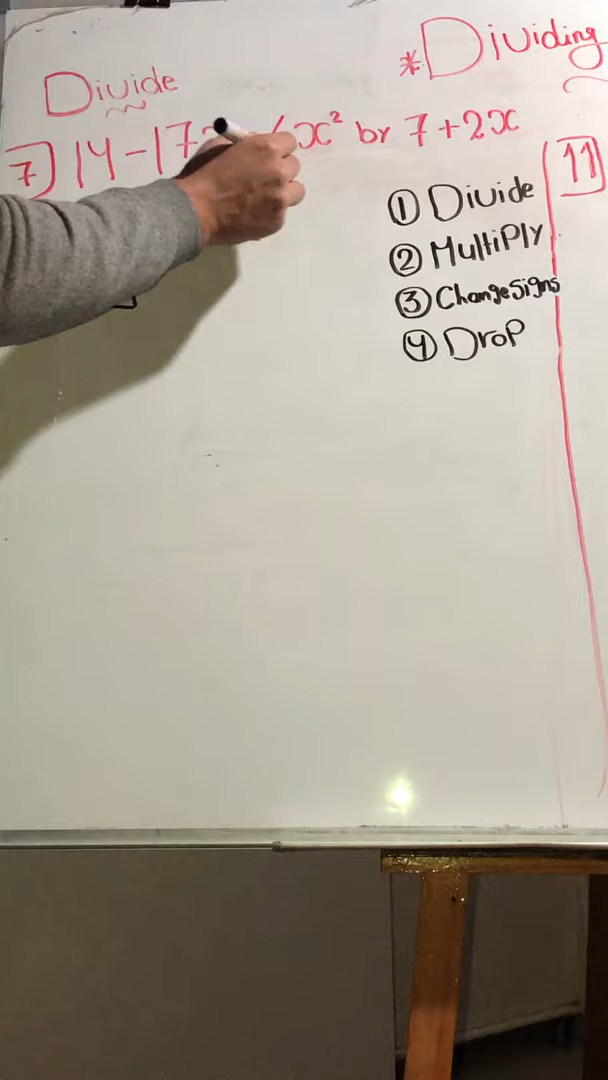 *Dividing
Divide
7) 14-17 x² by 7+2x
① Divide
② MultiPly
③ Change Signs
④ Drop
11